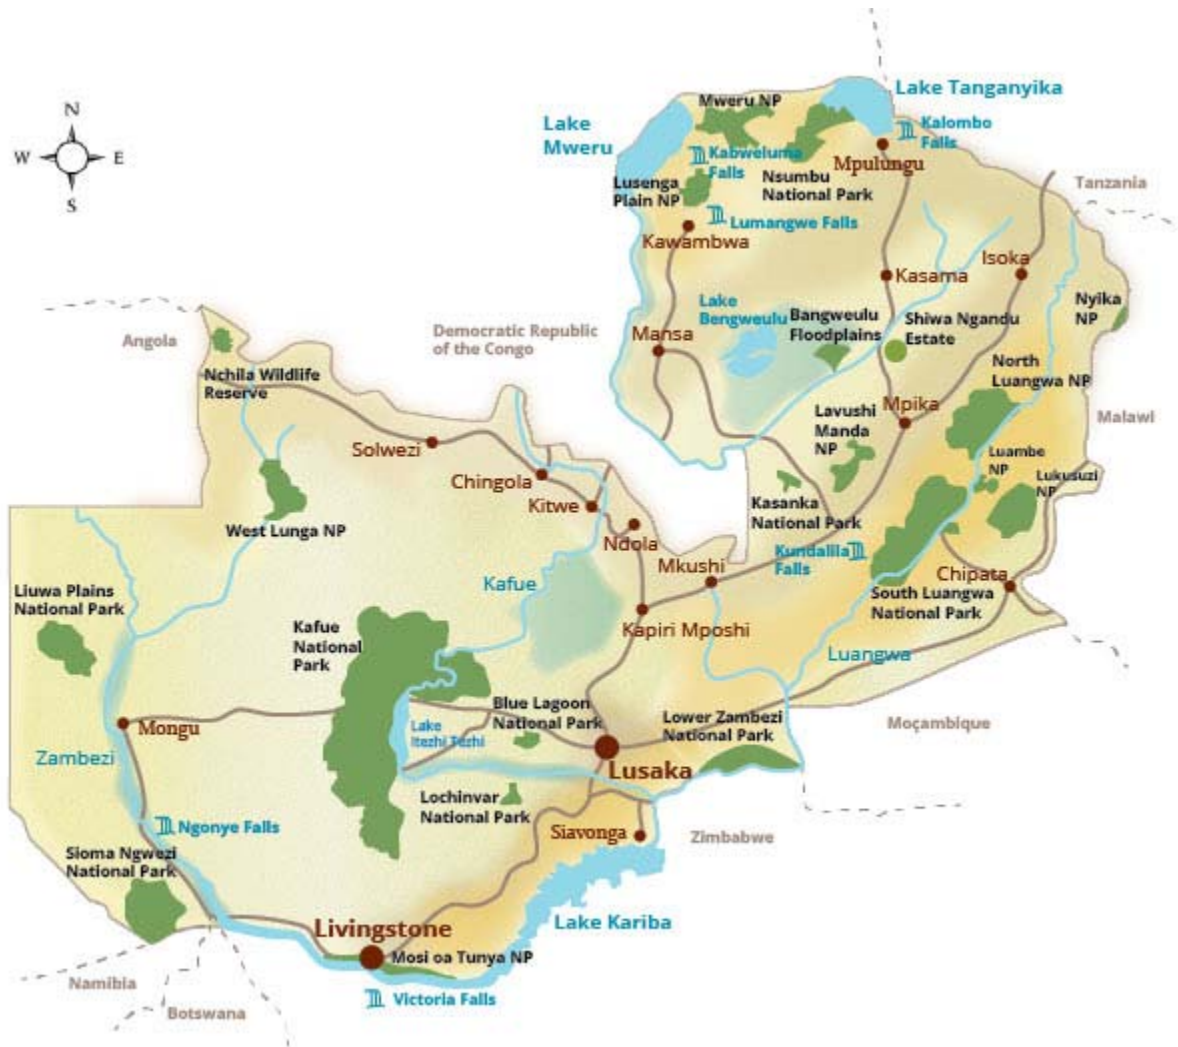 N
W
E
S
Lake Tanganyika
Mweru NP
Lake
Mweru
Kalombo
Falls
Kabweluma
Falls
Mpulungu
Nsumbu
National Park
Lusenga
Plain NP
Tanzania
Lumangwe Falls
Kawambwa
Isoka
Kasama
Lake
Bengweulu
Nyika
NP
Bangweulu
Floodplains
Shiwa Ngandu
Estate
Angola
Democratic Republic
of the Congo
Mansa
North
Luangwa NP
Nchila Wildlife
Reserve
Mpika
Lavushi
Manda
NP
Malawi
Solwezi
Luambe
NP
Chingola
Lukusuzi
NP
Kitwe
Kasanka
National Park
West Lunga NP
Ndola
Kundalila
Falls
Mkushi
Chipata
Kafue
Liuwa Plains
National Park
South Luangwa
National Park
Kafue
National
Park
Kapiri Mposhi
Luangwa
Blue Lagoon
National Park
Lower Zambezi
National Park
Moçambique
Mongu
Lake
Itezhi Tezhi
Zambezi
Lusaka
Lochinvar
National Park
Ngonye Falls
Siavonga
Zimbabwe
Sioma Ngwezi
National Park
Lake Kariba
Livingstone
Mosi oa Tunya NP
Namibia
Victoria Falls
Botswana